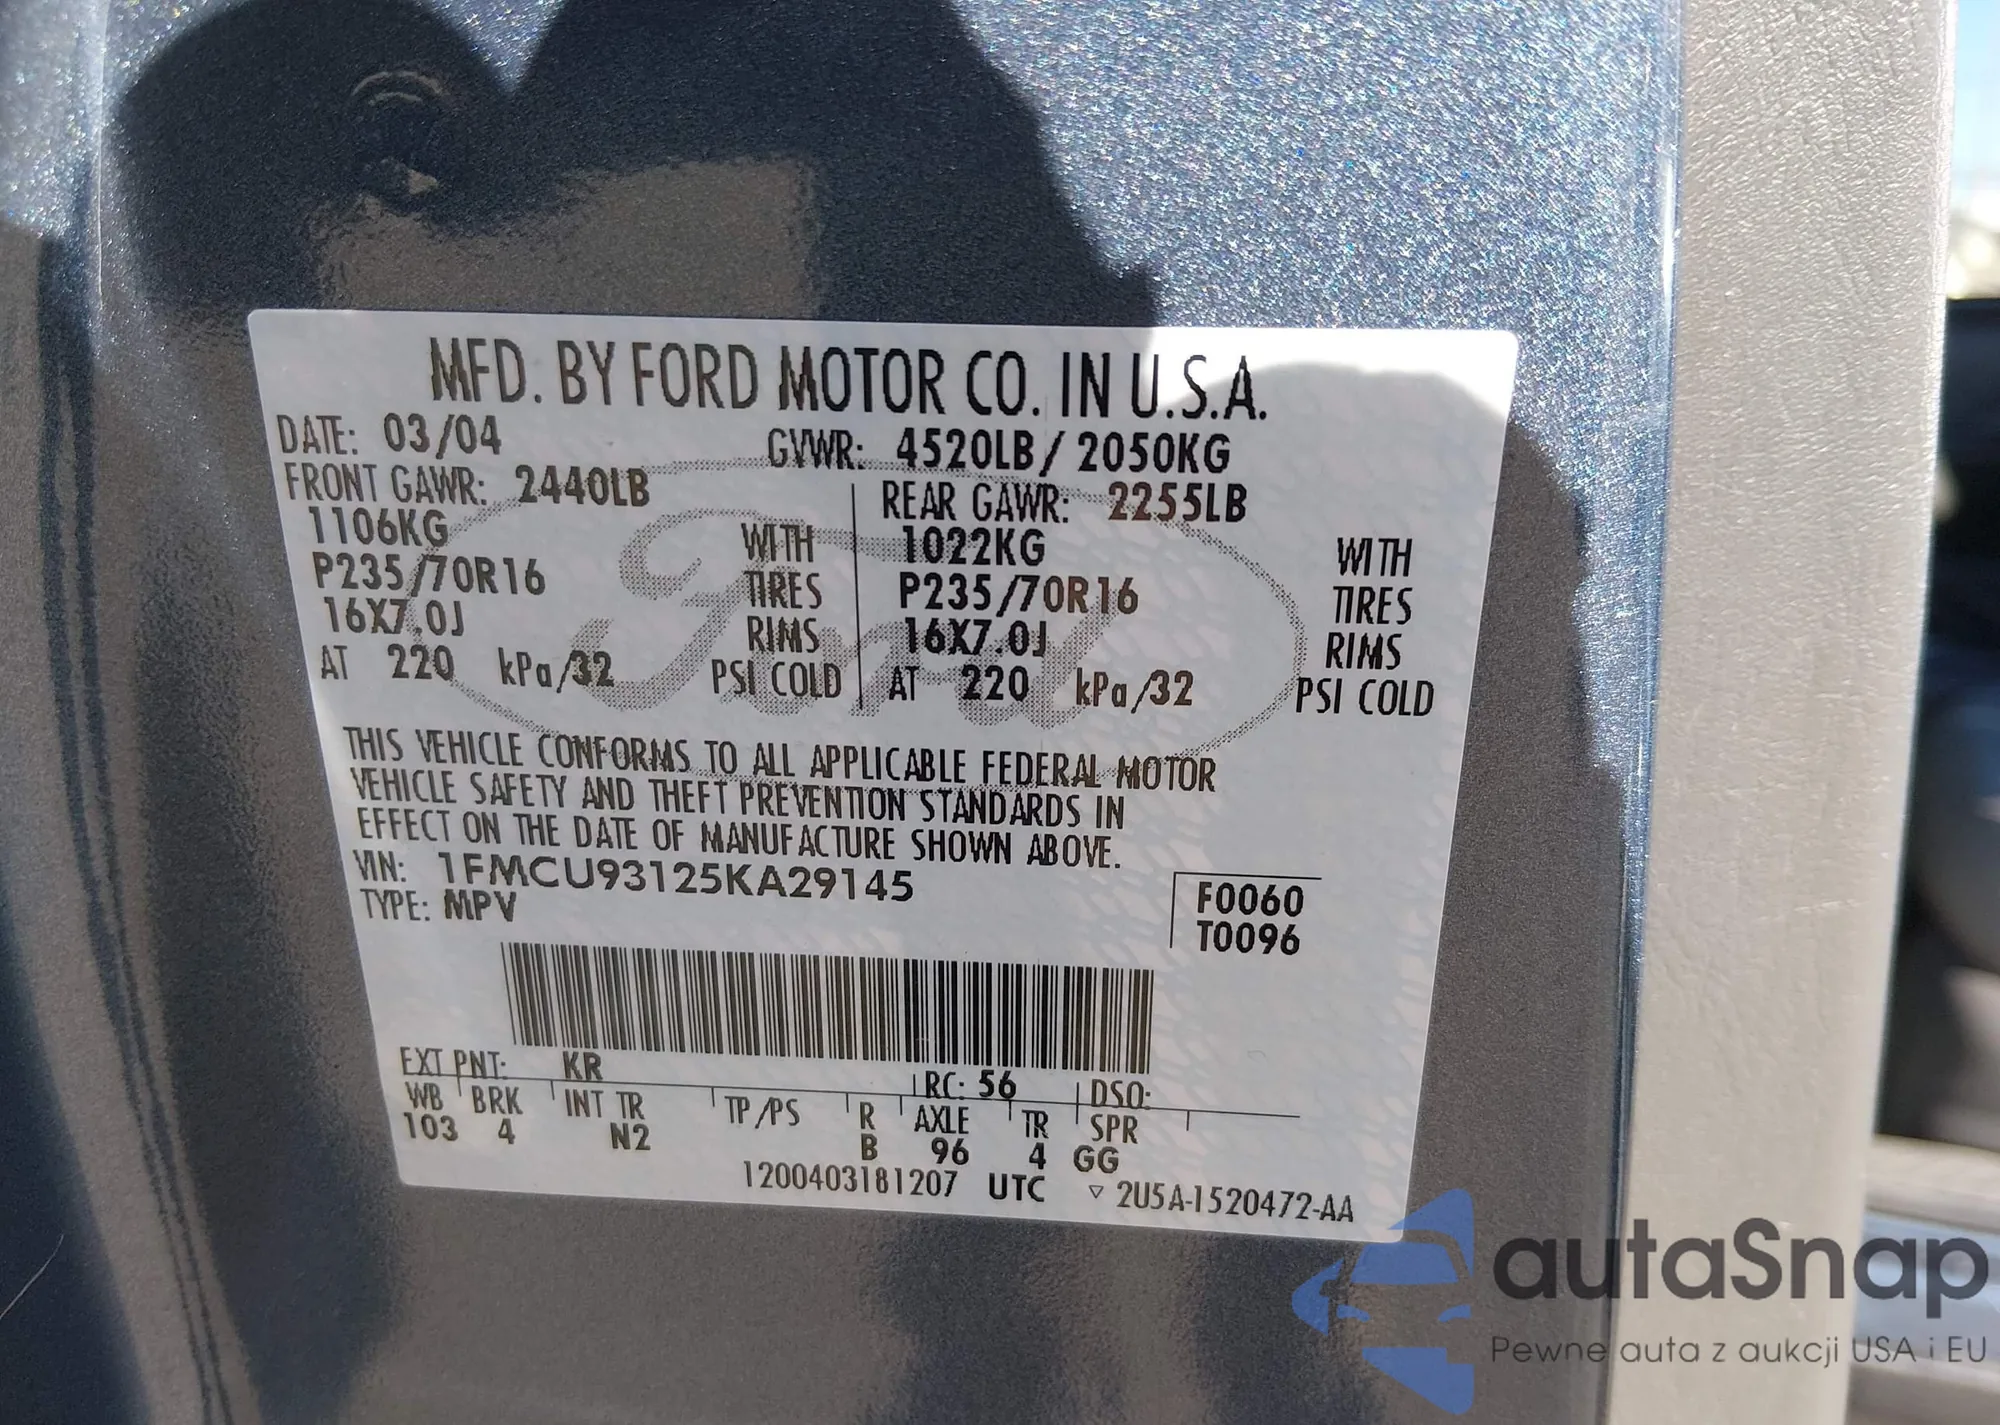 MFD. BY FORD MOTOR CO. IN U.S.A.
DATE: 03/04 GVWR: 4520LB / 2050KG
FRONT GAWR: 2440LB REAR GAWR: 2255LB
1106KG WITH 1022KG WITH
P235/70R16 TIRES P235/70R16 TIRES
16X7.0J RIMS 16X7.0J RIMS
AT 220 kPa/32 PSI COLD AT 220 kPa/32 PSI COLD
Ford
THIS VEHICLE CONFORMS TO ALL APPLICABLE FEDERAL MOTOR
VEHICLE SAFETY AND THEFT PREVENTION STANDARDS IN
EFFECT ON THE DATE OF MANUFACTURE SHOWN ABOVE.
VIN: 1FMCU93125KA29145
TYPE: MPV
F0060
T0096
EXT PNT: KR RC: 56 DSO:
WB BRK INT TR TP/PS R AXLE TR SPR
103 4 N2 B 96 4 GG
1200403181207 UTC ▽ 2U5A-1520472-AA
autaSnap
Pewne auta z aukcji USA i EU